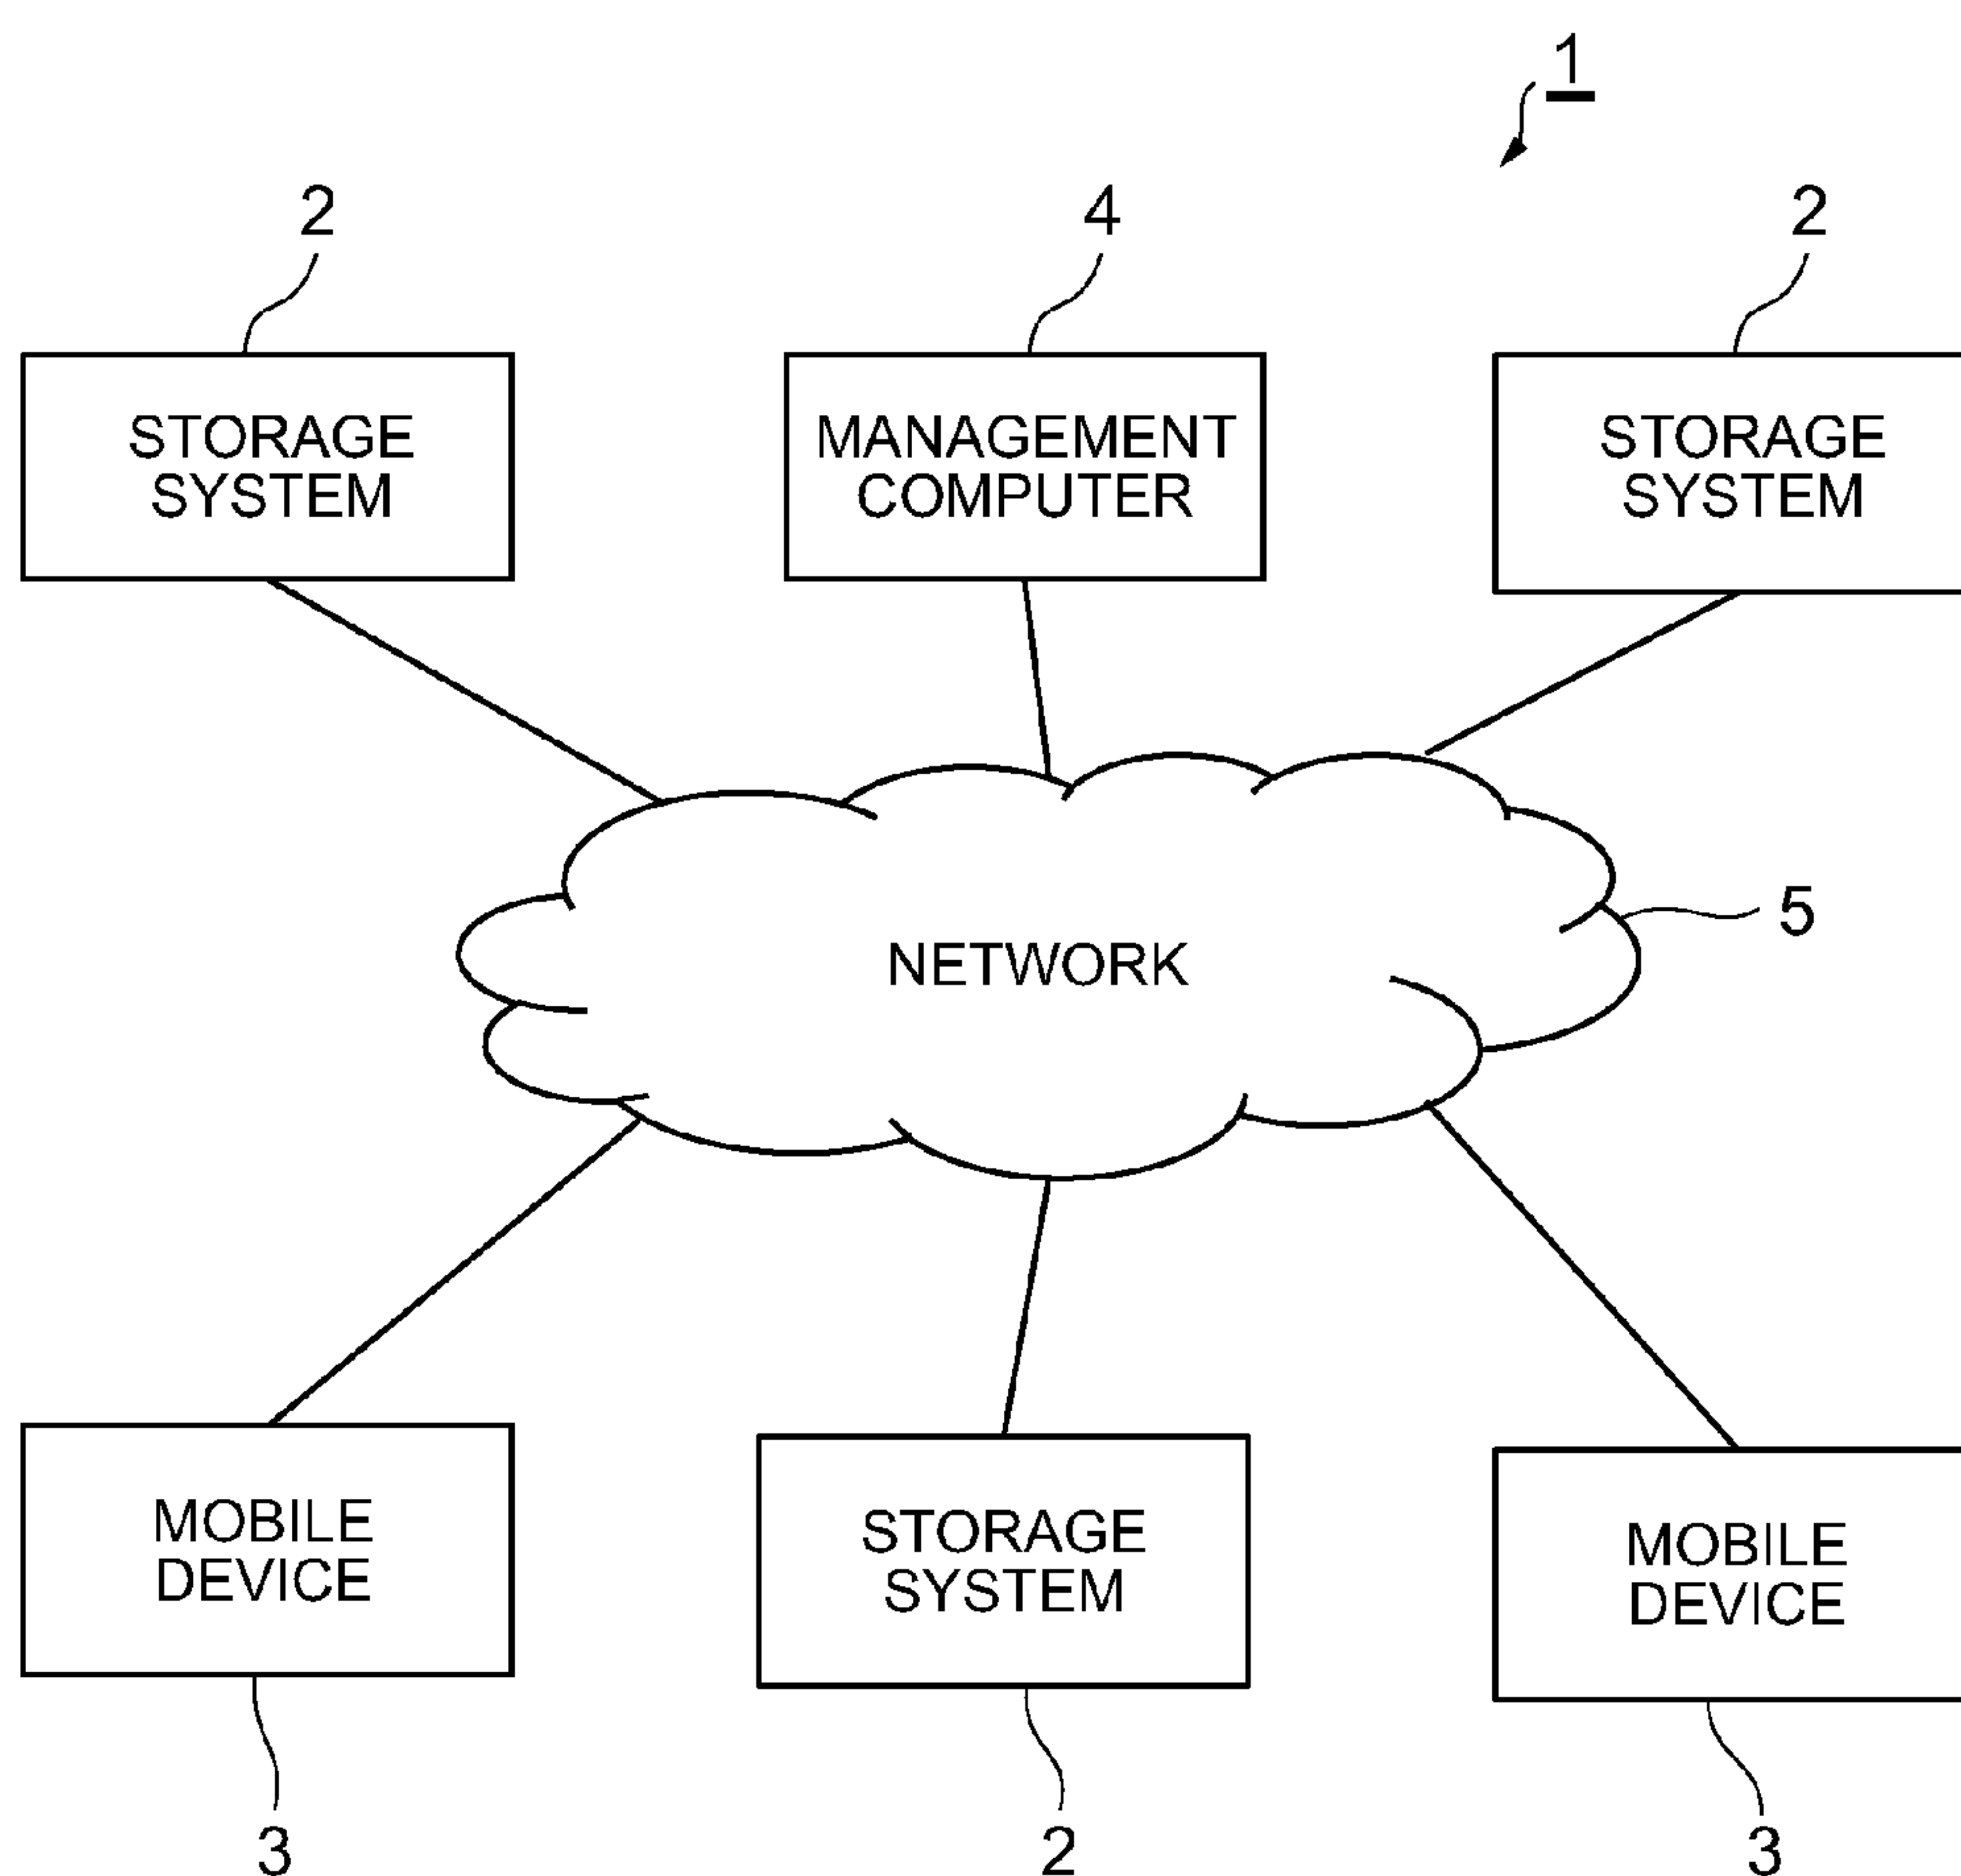 1
2
4
2
STORAGE
SYSTEM
MANAGEMENT
COMPUTER
STORAGE
SYSTEM
NETWORK
5
MOBILE
DEVICE
STORAGE
SYSTEM
MOBILE
DEVICE
3
2
3